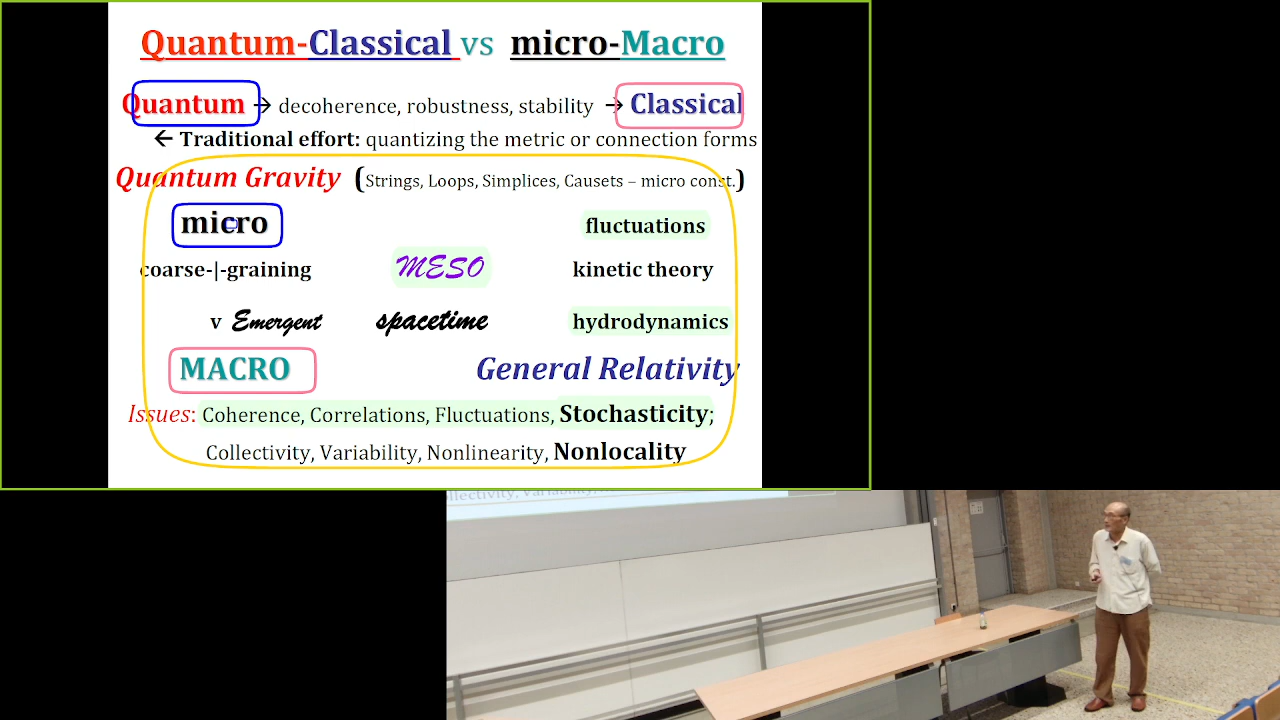 Quantum-Classical vs micro-Macro
Quantum → decoherence, robustness, stability → Classical
← Traditional effort: quantizing the metric or connection forms
Quantum Gravity (Strings, Loops, Simplices, Causets – micro const.)
micro fluctuations
coarse-|-graining MESO kinetic theory
v Emergent spacetime hydrodynamics
MACRO General Relativity
Issues: Coherence, Correlations, Fluctuations, Stochasticity;
Collectivity, Variability, Nonlinearity, Nonlocality